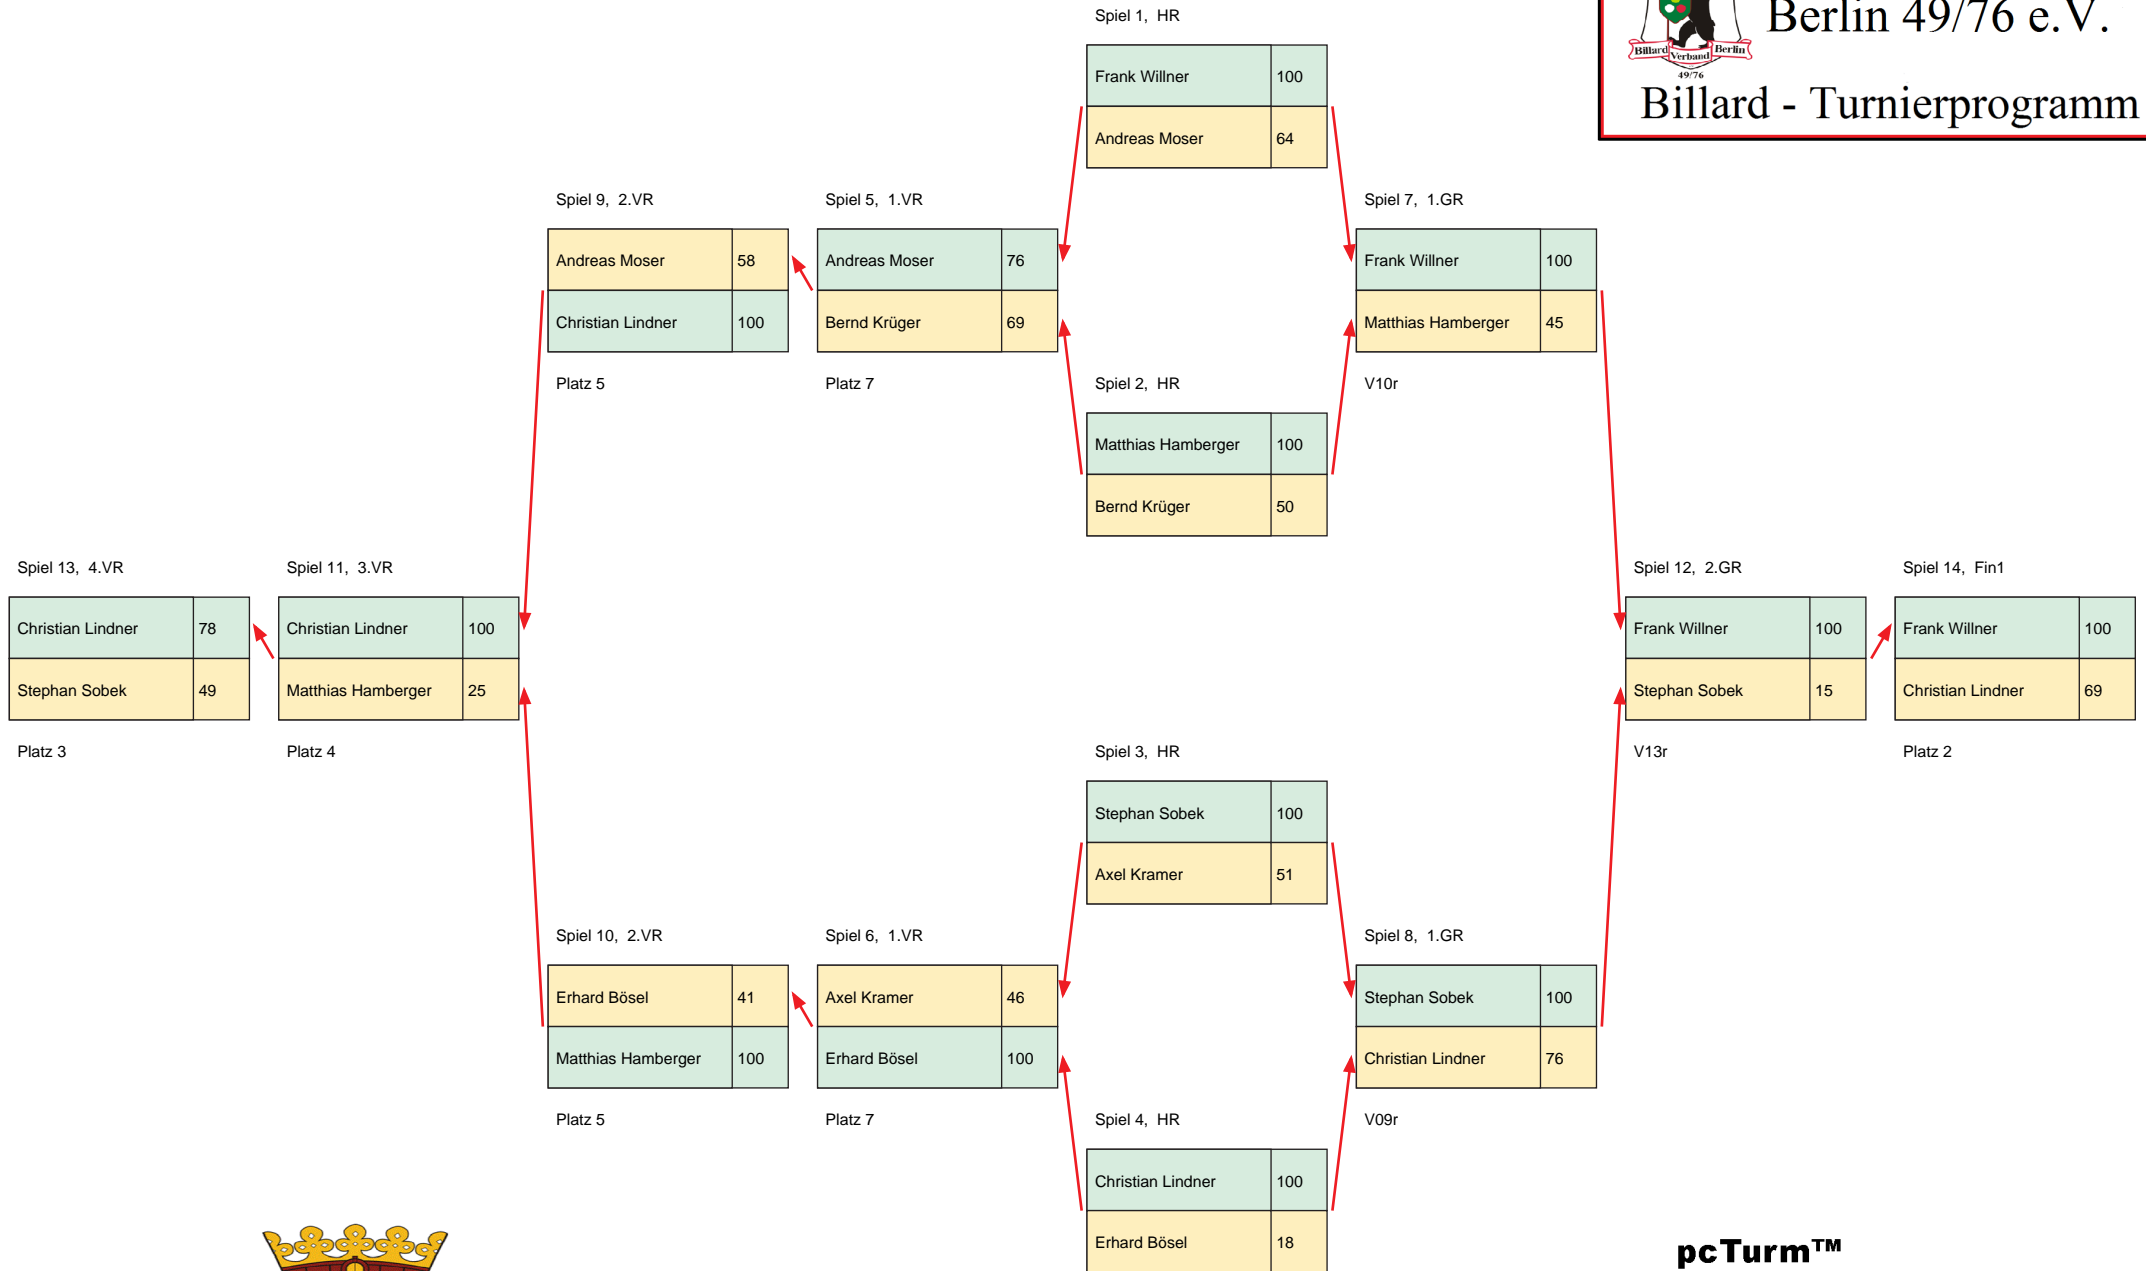 Spiel 1, HR
Berlin 49/76 e.V.
Billard Verband Berlin
49/76
Billard - Turnierprogramm
Frank Willner 100
Andreas Moser 64
Spiel 9, 2.VR
Andreas Moser 58
Christian Lindner 100
Platz 5
Spiel 5, 1.VR
Andreas Moser 76
Bernd Krüger 69
Platz 7
Spiel 7, 1.GR
Frank Willner 100
Matthias Hamberger 45
V10r
Spiel 2, HR
Matthias Hamberger 100
Bernd Krüger 50
Spiel 13, 4.VR
Christian Lindner 78
Stephan Sobek 49
Platz 3
Spiel 11, 3.VR
Christian Lindner 100
Matthias Hamberger 25
Platz 4
Spiel 12, 2.GR
Frank Willner 100
Stephan Sobek 15
V13r
Spiel 14, Fin1
Frank Willner 100
Christian Lindner 69
Platz 2
Spiel 3, HR
Stephan Sobek 100
Axel Kramer 51
Spiel 10, 2.VR
Erhard Bösel 41
Matthias Hamberger 100
Platz 5
Spiel 6, 1.VR
Axel Kramer 46
Erhard Bösel 100
Platz 7
Spiel 8, 1.GR
Stephan Sobek 100
Christian Lindner 76
V09r
Spiel 4, HR
Christian Lindner 100
Erhard Bösel 18
pcTurm™